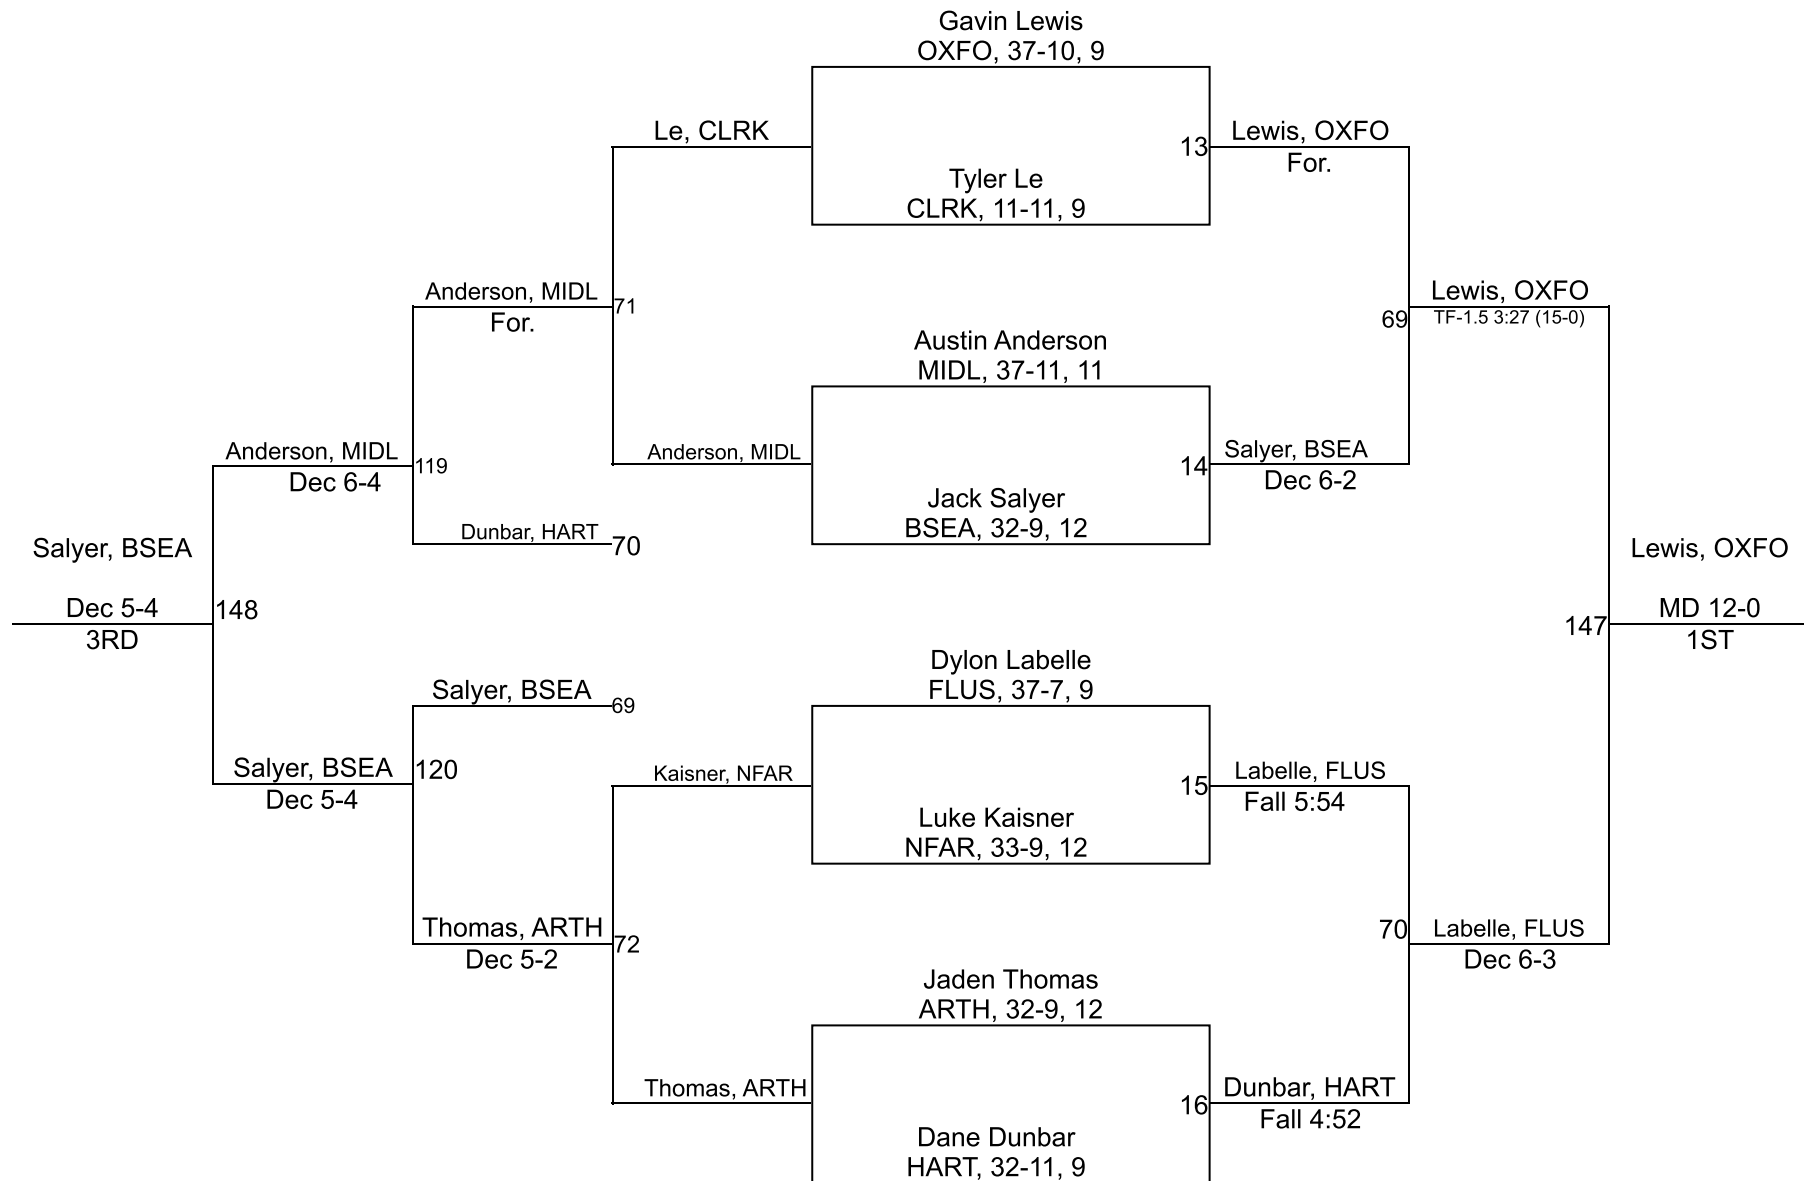 Gavin Lewis
OXFO, 37-10, 9
Le, CLRK
13
Lewis, OXFO
For.
Tyler Le
CLRK, 11-11, 9
Anderson, MIDL
For.
71
Lewis, OXFO
TF-1.5 3:27 (15-0)
69
Austin Anderson
MIDL, 37-11, 11
Anderson, MIDL
Dec 6-4
119
Anderson, MIDL
14
Salyer, BSEA
Dec 6-2
Jack Salyer
BSEA, 32-9, 12
Dunbar, HART
70
Salyer, BSEA
Dec 5-4
3RD
148
Lewis, OXFO
MD 12-0
1ST
147
Dylon Labelle
FLUS, 37-7, 9
Salyer, BSEA
69
Salyer, BSEA
Dec 5-4
120
Kaisner, NFAR
15
Labelle, FLUS
Fall 5:54
Luke Kaisner
NFAR, 33-9, 12
Thomas, ARTH
Dec 5-2
72
70
Labelle, FLUS
Dec 6-3
Jaden Thomas
ARTH, 32-9, 12
Thomas, ARTH
16
Dunbar, HART
Fall 4:52
Dane Dunbar
HART, 32-11, 9